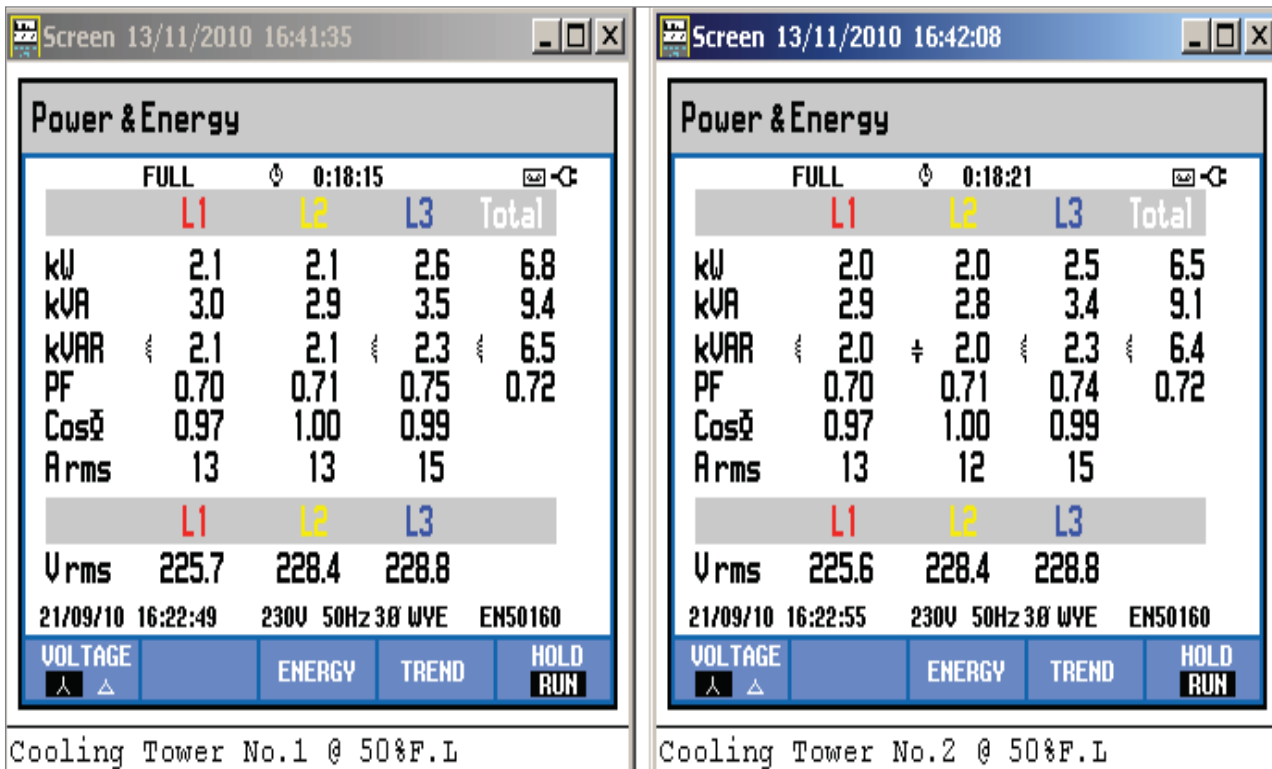 Screen 13/11/2010 16:41:35
Power & Energy
FULL 0:18:15
L1 L2 L3 Total
kW 2.1 2.1 2.6 6.8
kVA 3.0 2.9 3.5 9.4
kVAR 2.1 2.1 2.3 6.5
PF 0.70 0.71 0.75 0.72
CosΦ 0.97 1.00 0.99
A rms 13 13 15
L1 L2 L3
V rms 225.7 228.4 228.8
21/09/10 16:22:49 230V 50Hz 3Ø WYE EN50160
VOLTAGE ENERGY TREND HOLD
RUN
Cooling Tower No.1 @ 50%F.L
Screen 13/11/2010 16:42:08
Power & Energy
FULL 0:18:21
L1 L2 L3 Total
kW 2.0 2.0 2.5 6.5
kVA 2.9 2.8 3.4 9.1
kVAR 2.0 2.0 2.3 6.4
PF 0.70 0.71 0.74 0.72
CosΦ 0.97 1.00 0.99
A rms 13 12 15
L1 L2 L3
V rms 225.6 228.4 228.8
21/09/10 16:22:55 230V 50Hz 3Ø WYE EN50160
VOLTAGE ENERGY TREND HOLD
RUN
Cooling Tower No.2 @ 50%F.L